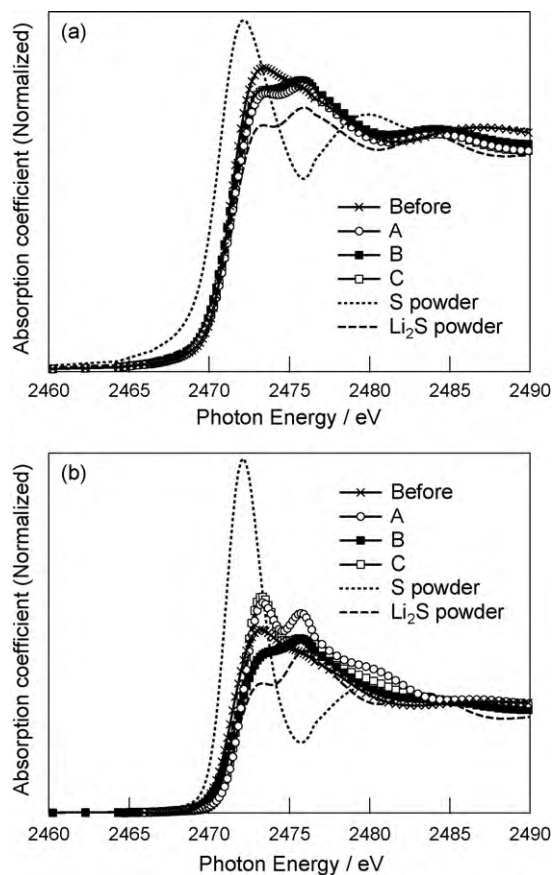 (a)
Absorption coefficient (Normalized)
Before
A
B
C
S powder
Li₂S powder
2460 2465 2470 2475 2480 2485 2490
Photon Energy / eV
(b)
Absorption coefficient (Normalized)
Before
A
B
C
S powder
Li₂S powder
2460 2465 2470 2475 2480 2485 2490
Photon Energy / eV